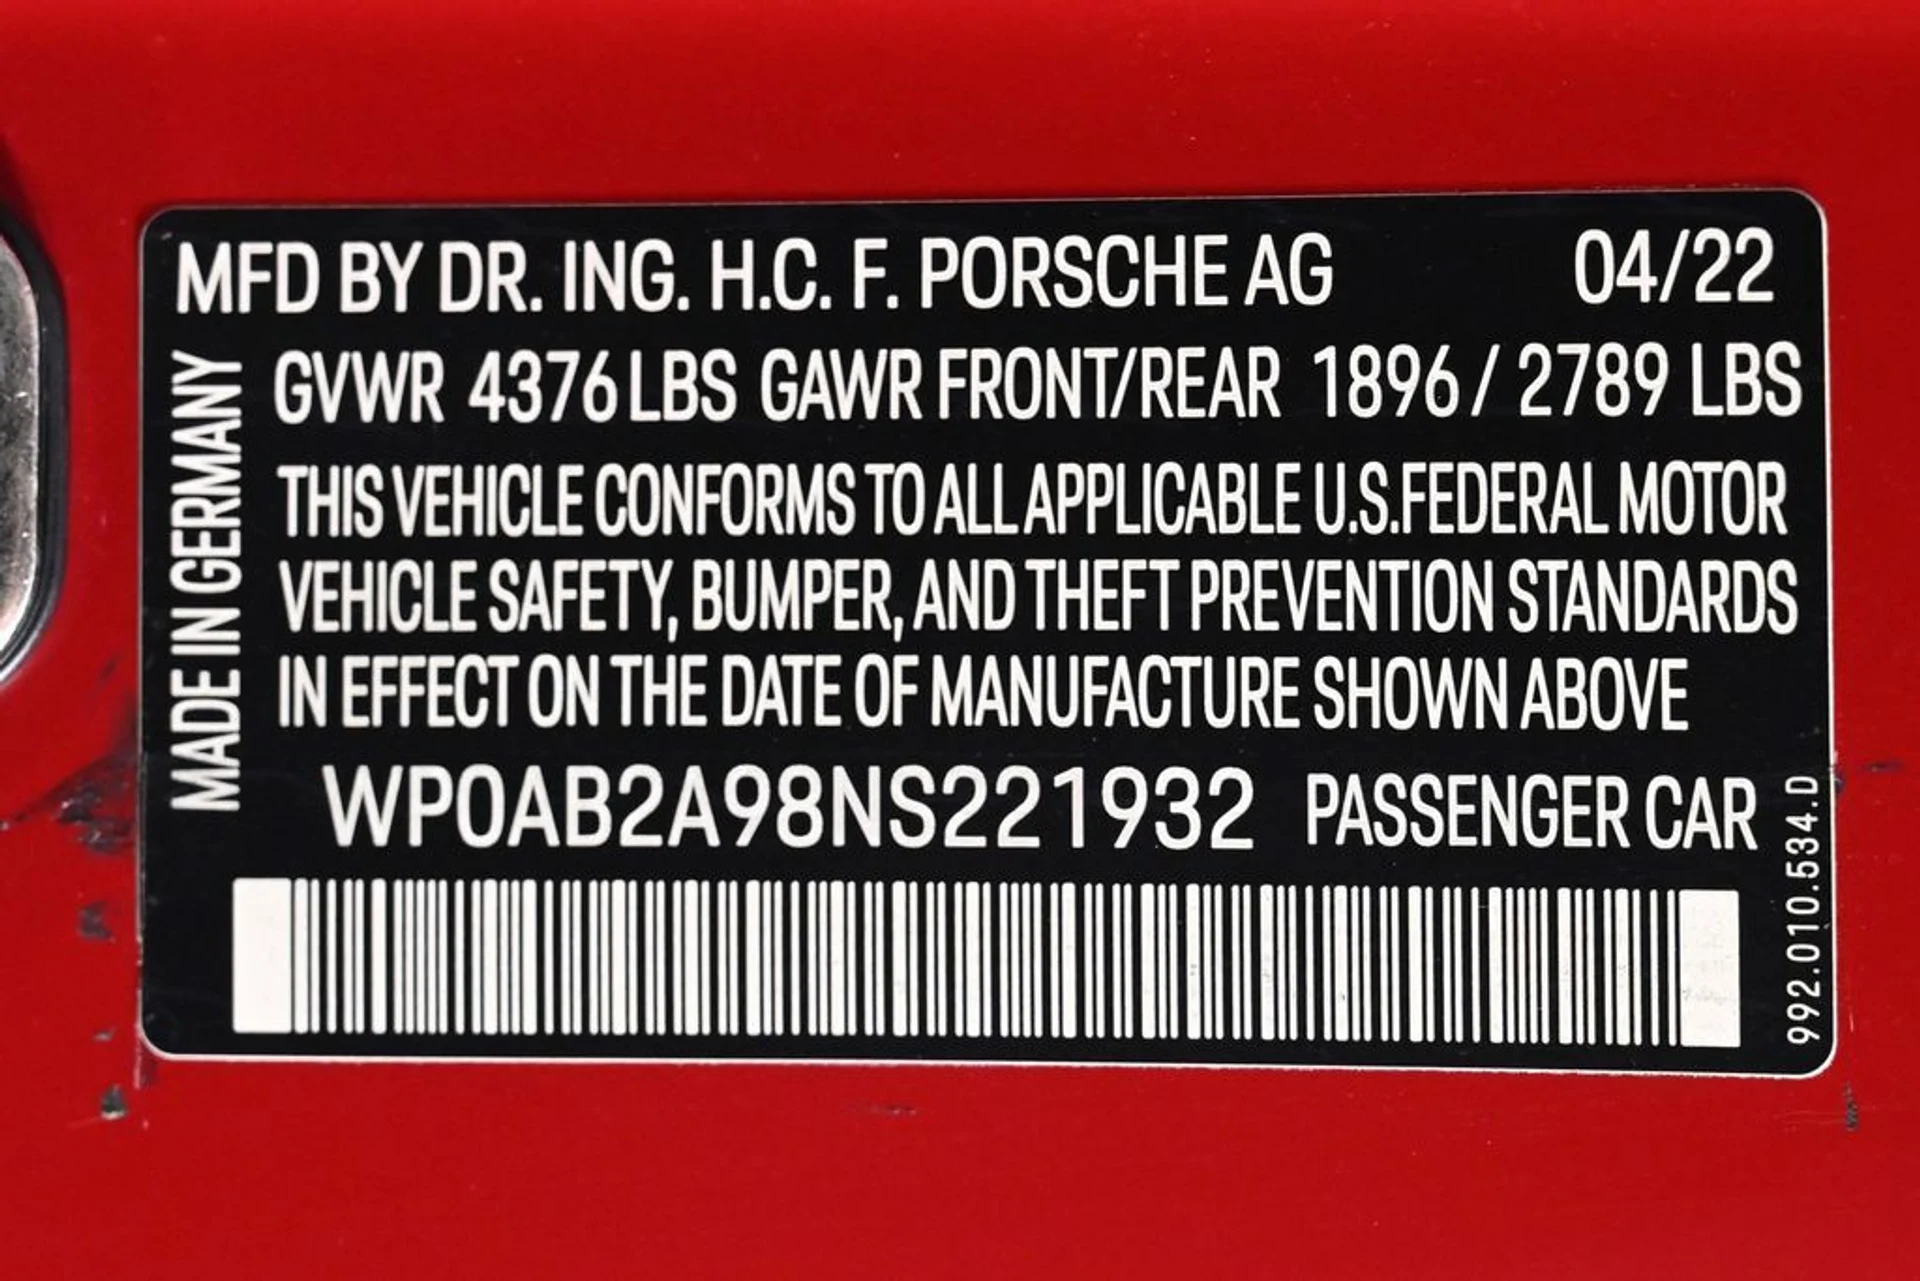 MFD BY DR. ING. H.C. F. PORSCHE AG 04/22
GVWR 4376 LBS GAWR FRONT/REAR 1896 / 2789 LBS
THIS VEHICLE CONFORMS TO ALL APPLICABLE U.S.FEDERAL MOTOR
VEHICLE SAFETY, BUMPER, AND THEFT PREVENTION STANDARDS
IN EFFECT ON THE DATE OF MANUFACTURE SHOWN ABOVE
WP0AB2A98NS221932 PASSENGER CAR
MADE IN GERMANY
992.010.534.D